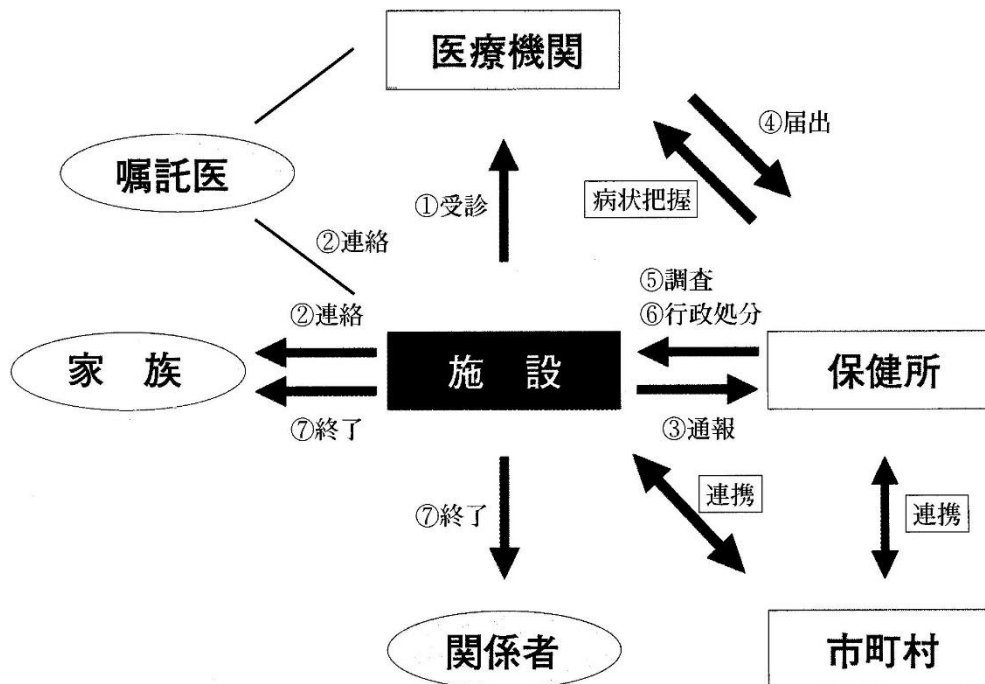 医療機関
④届出
嘱託医
①受診
病状把握
②連絡
⑤調査
②連絡
⑥行政処分
家　族
施　設
保健所
⑦終了
③通報
⑦終了
連携
連携
関係者
市町村